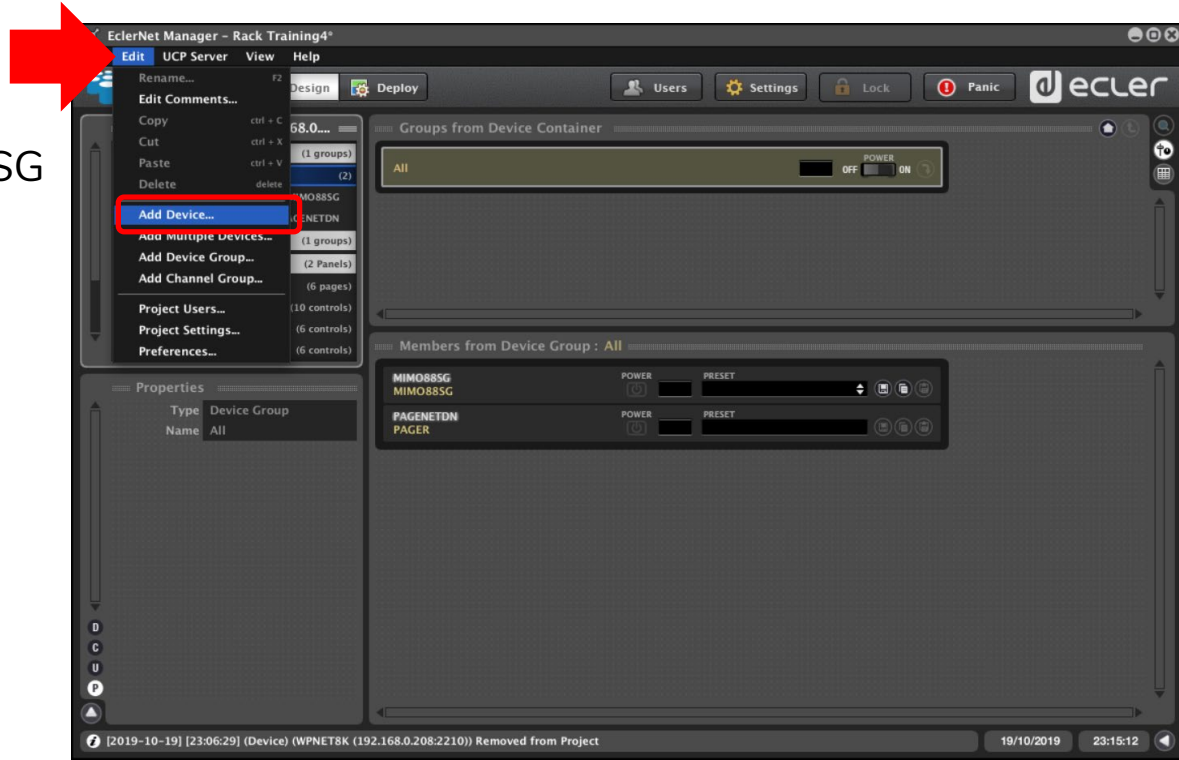 SG
EclerNet Manager – Rack Training4*
Edit UCP Server View Help
Rename... F2
Edit Comments...
Copy ctrl + C
Cut ctrl + X
Paste ctrl + V
Delete delete
Add Device...
Add Multiple Devices...
Add Device Group...
Add Channel Group...
Project Users...
Project Settings...
Preferences...
Design Deploy Users Settings Lock Panic ecler
68.0....
(1 groups)
(2)
MIMO88SG
(1 groups)
(2 Panels)
(6 pages)
(10 controls)
(6 controls)
(6 controls)
Groups from Device Container
All OFF POWER ON
Members from Device Group : All
MIMO88SG POWER PRESET
MIMO88SG
PAGENETDN POWER PRESET
PAGER
Properties
Type Device Group
Name All
D
C
U
P
[2019-10-19] [23:06:29] (Device) (WPNET8K (192.168.0.208:2210)) Removed from Project 19/10/2019 23:15:12